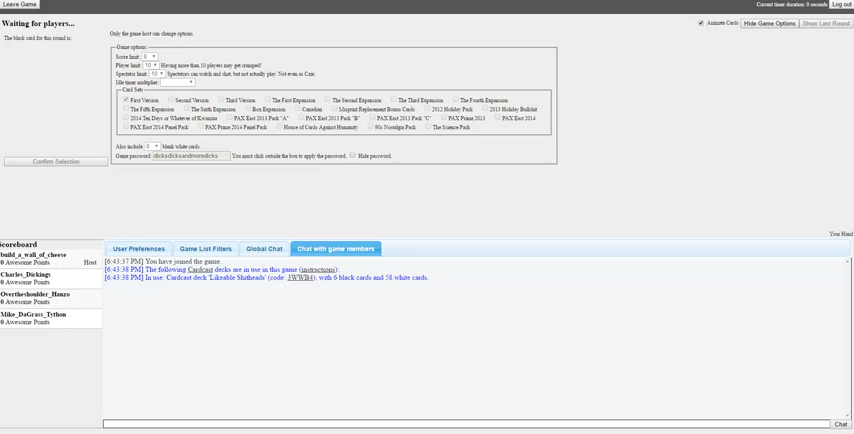 Leave Game
Current timer duration: 0 seconds Log out
Waiting for players...
Animate Cards Hide Game Options Show Last Round
The black card for this round is:
Only the game host can change options.
Game options:
Score limit: 8
Player limit: 10 Having more than 10 players may get cramped!
Spectator limit: 10 Spectators can watch and chat, but not actually play. Not even as Czar.
Idle timer multiplier:
Card Sets
First Version Second Version Third Version The First Expansion The Second Expansion The Third Expansion The Fourth Expansion
The Fifth Expansion The Sixth Expansion Box Expansion Canadian Misprint Replacement Bonus Cards 2012 Holiday Pack 2013 Holiday Bullshit
2014 Ten Days or Whatever of Kwanzaa PAX East 2013 Pack "A" PAX East 2013 Pack "B" PAX East 2013 Pack "C" PAX Prime 2013 PAX East 2014
PAX East 2014 Panel Pack PAX Prime 2014 Panel Pack House of Cards Against Humanity 90s Nostalgia Pack The Science Pack
Also include 0 blank white cards.
Game password: dicksdicksandmoredicks You must click outside the box to apply the password. Hide password.
Confirm Selection
Your Hand
Scoreboard
build_a_wall_of_cheese
0 Awesome Points Host
Charles_Dickings
0 Awesome Points
Overtheshoulder_Hanzo
0 Awesome Points
Mike_DaGrass_Tython
0 Awesome Points
User Preferences Game List Filters Global Chat Chat with game members
[6:43:37 PM] You have joined the game.
[6:43:38 PM] The following Cardcast decks are in use in this game (instructions):
[6:43:38 PM] In use: Cardcast deck 'Likeable Shitheads' (code: 3WWB4), with 6 black cards and 58 white cards.
Chat